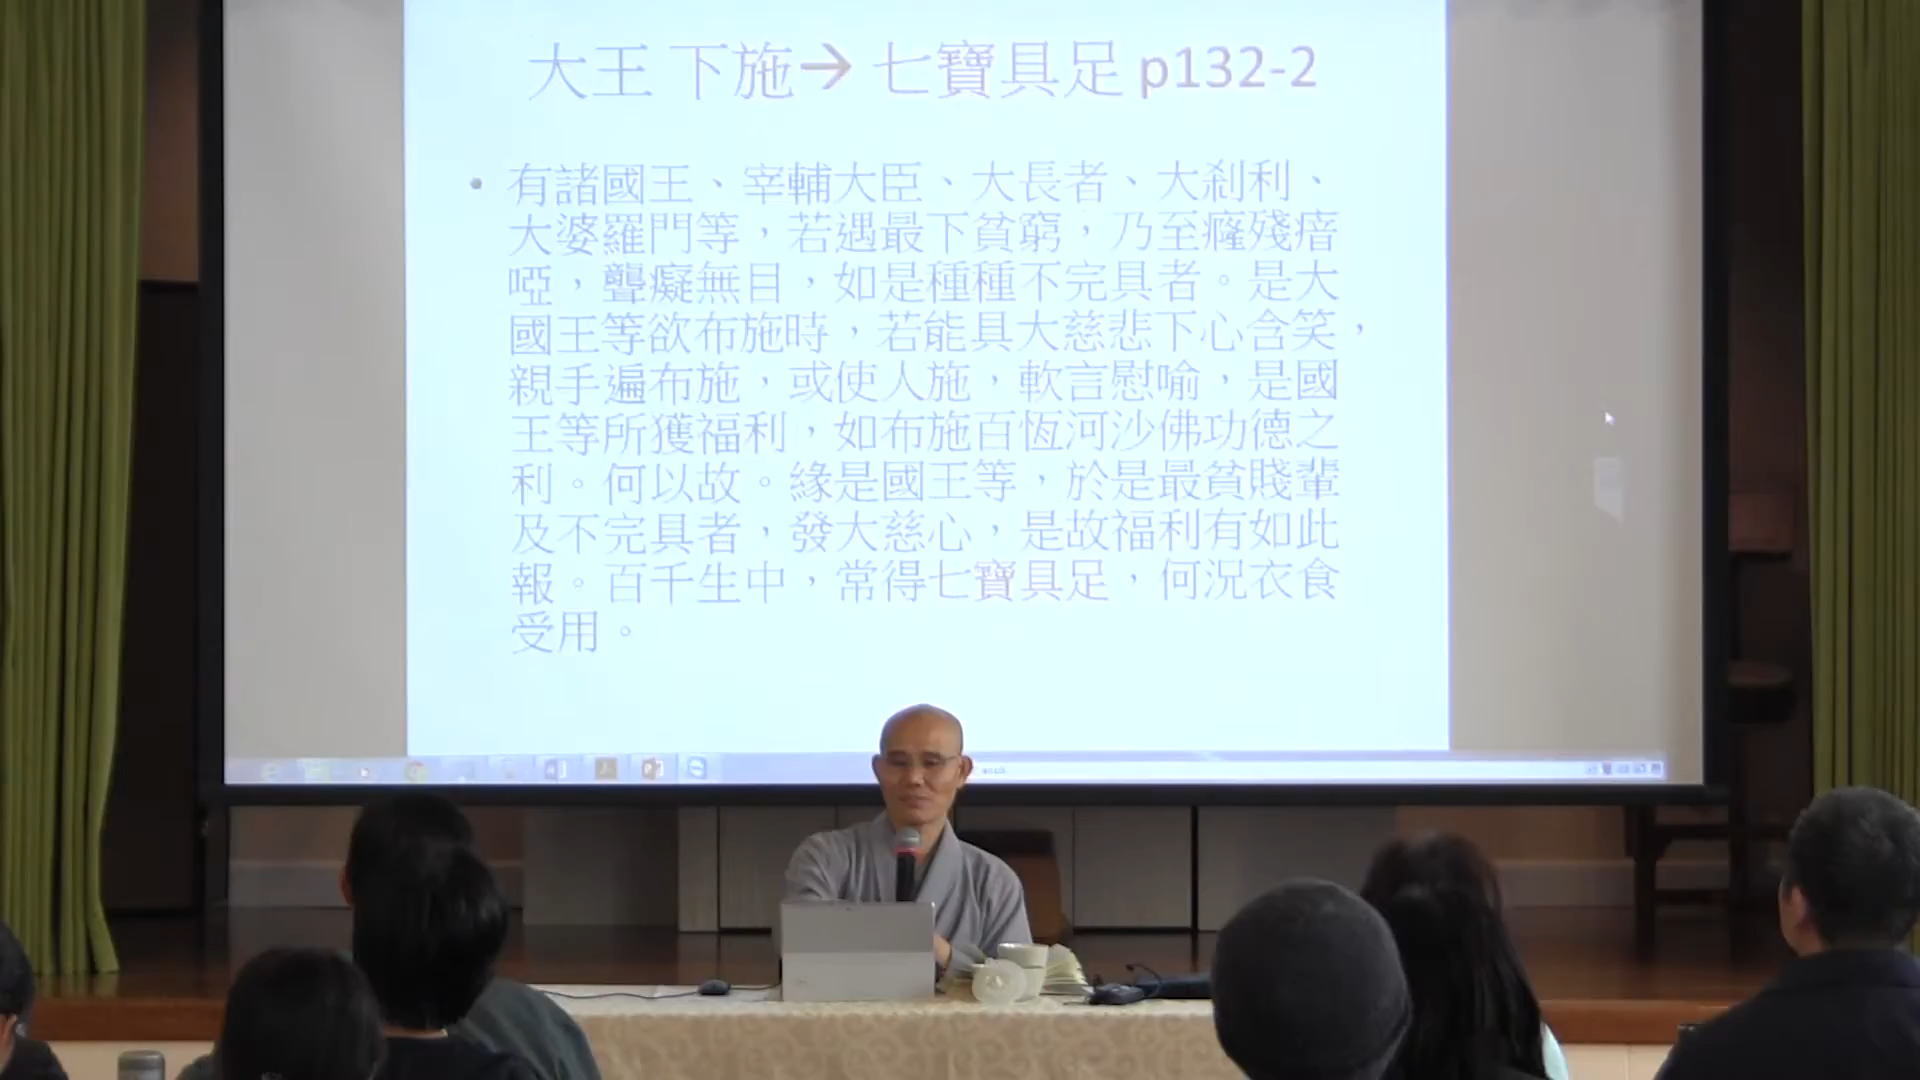 大王 下施→ 七寶具足 p132-2
• 有諸國王、宰輔大臣、大長者、大剎利、
大婆羅門等，若遇最下貧窮，乃至癃殘瘖
啞，聾癡無目，如是種種不完具者。是大
國王等欲布施時，若能具大慈悲下心含笑，
親手遍布施，或使人施，軟言慰喻，是國
王等所獲福利，如布施百恆河沙佛功德之
利。何以故。緣是國王等，於是最貧賤輩
及不完具者，發大慈心，是故福利有如此
報。百千生中，常得七寶具足，何況衣食
受用。